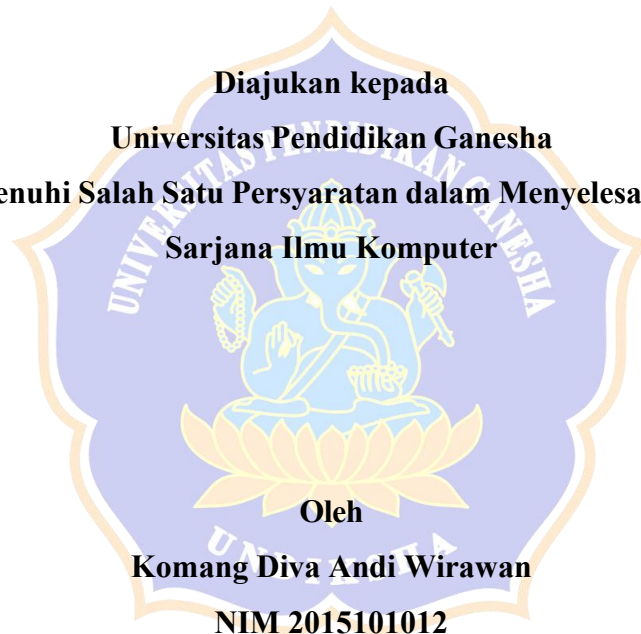 Diajukan kepada
Universitas Pendidikan Ganesha
enuhi Salah Satu Persyaratan dalam Menyelesa
Sarjana Ilmu Komputer
UNIVERSITAS PENDIDIKAN GANESHA
Oleh
UNDIKSHA
Komang Diva Andi Wirawan
NIM 2015101012